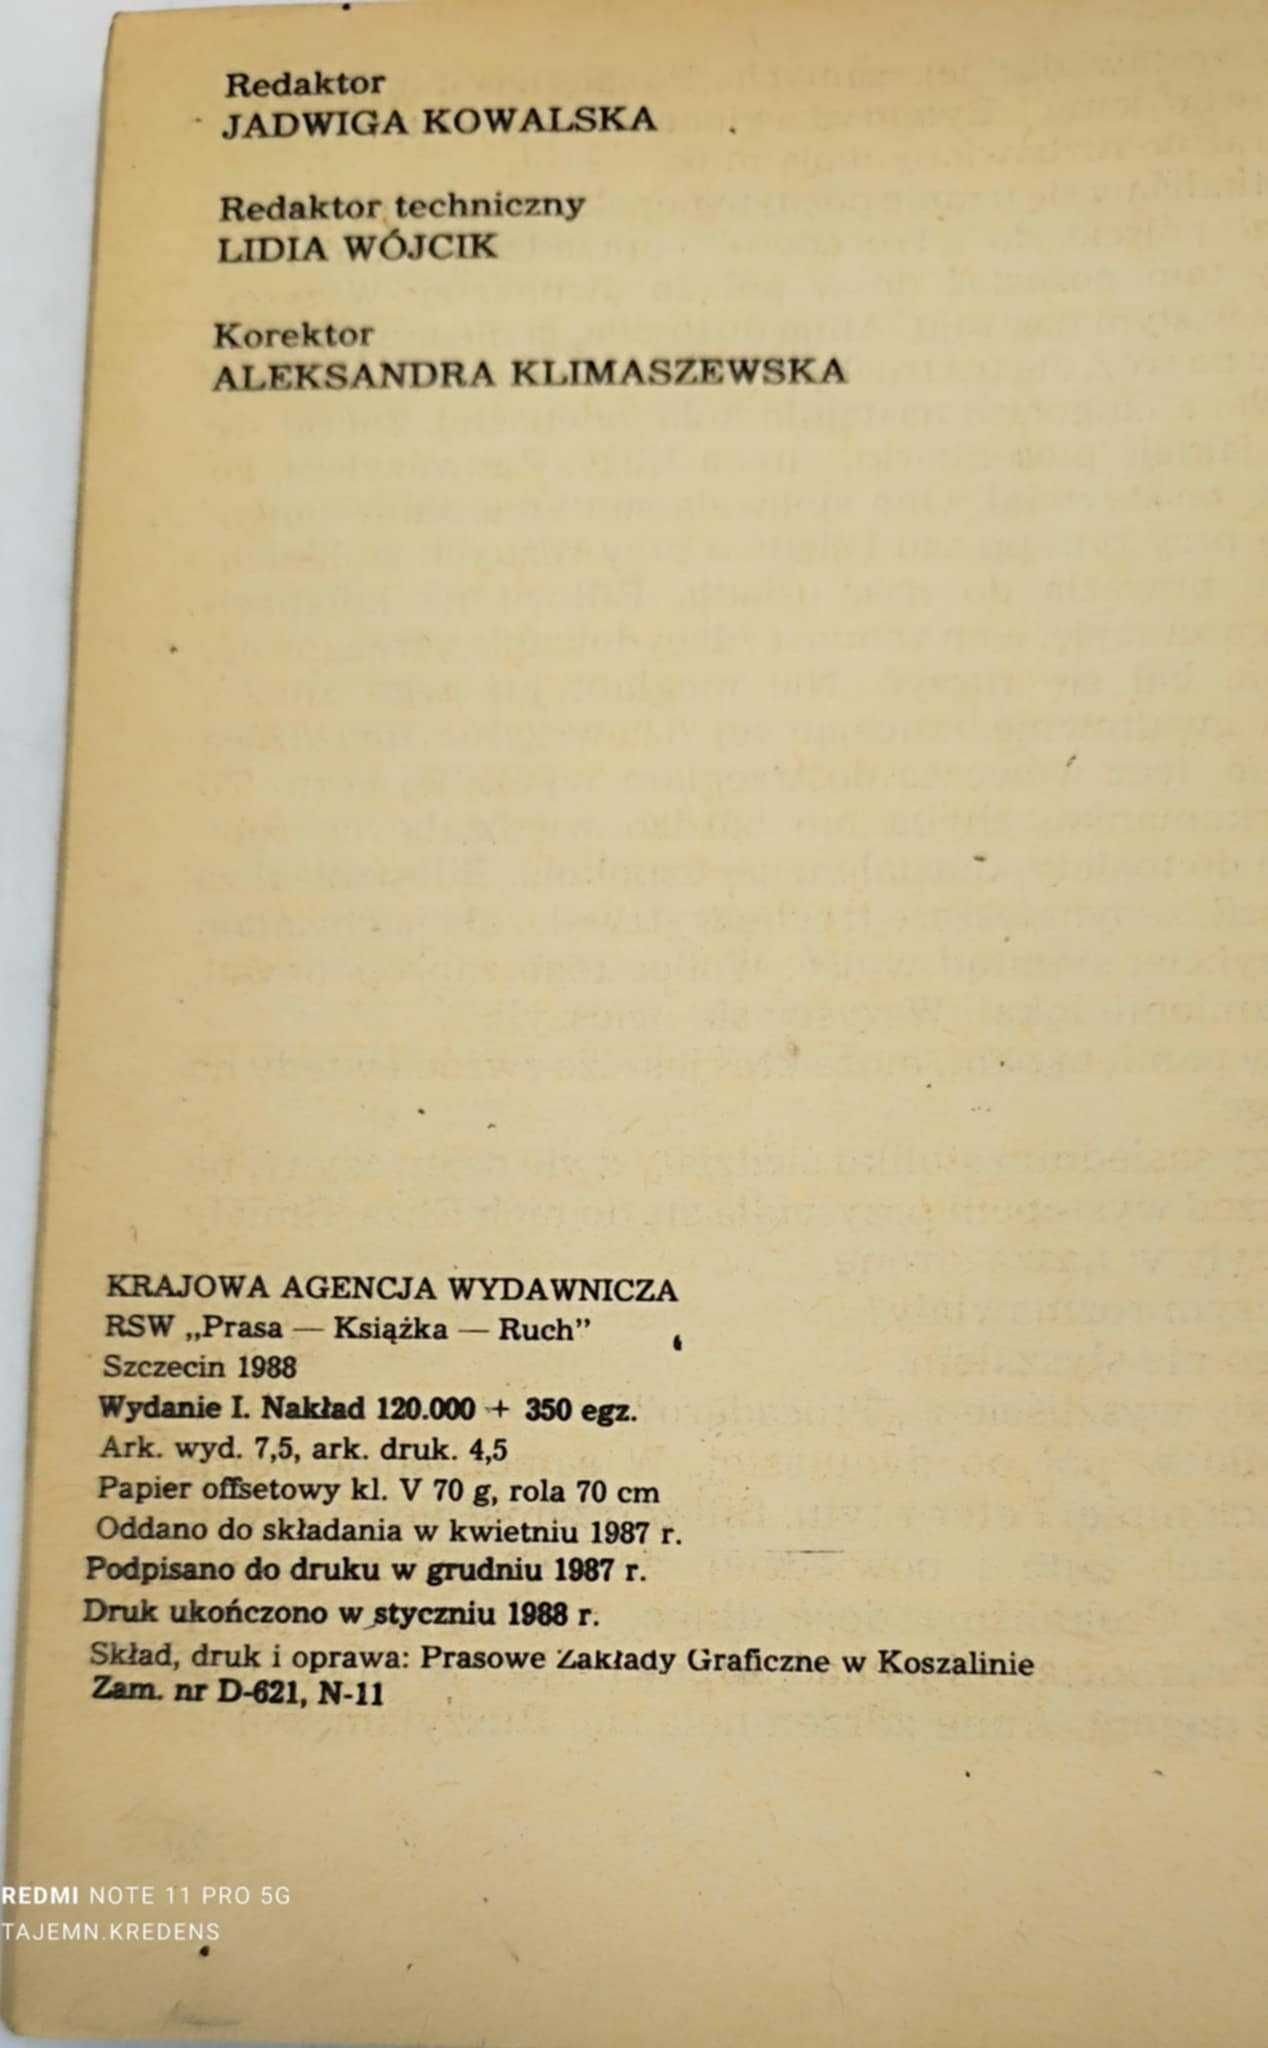 Redaktor
JADWIGA KOWALSKA
Redaktor techniczny
LIDIA WÓJCIK
Korektor
ALEKSANDRA KLIMASZEWSKA
KRAJOWA AGENCJA WYDAWNICZA
RSW „Prasa — Książka — Ruch”
Szczecin 1988
Wydanie I. Nakład 120.000 + 350 egz.
Ark. wyd. 7,5, ark. druk. 4,5
Papier offsetowy kl. V 70 g, rola 70 cm
Oddano do składania w kwietniu 1987 r.
Podpisano do druku w grudniu 1987 r.
Druk ukończono w styczniu 1988 r.
Skład, druk i oprawa: Prasowe Zakłady Graficzne w Koszalinie
Zam. nr D-621, N-11
REDMI NOTE 11 PRO 5G
TAJEMN.KREDENS